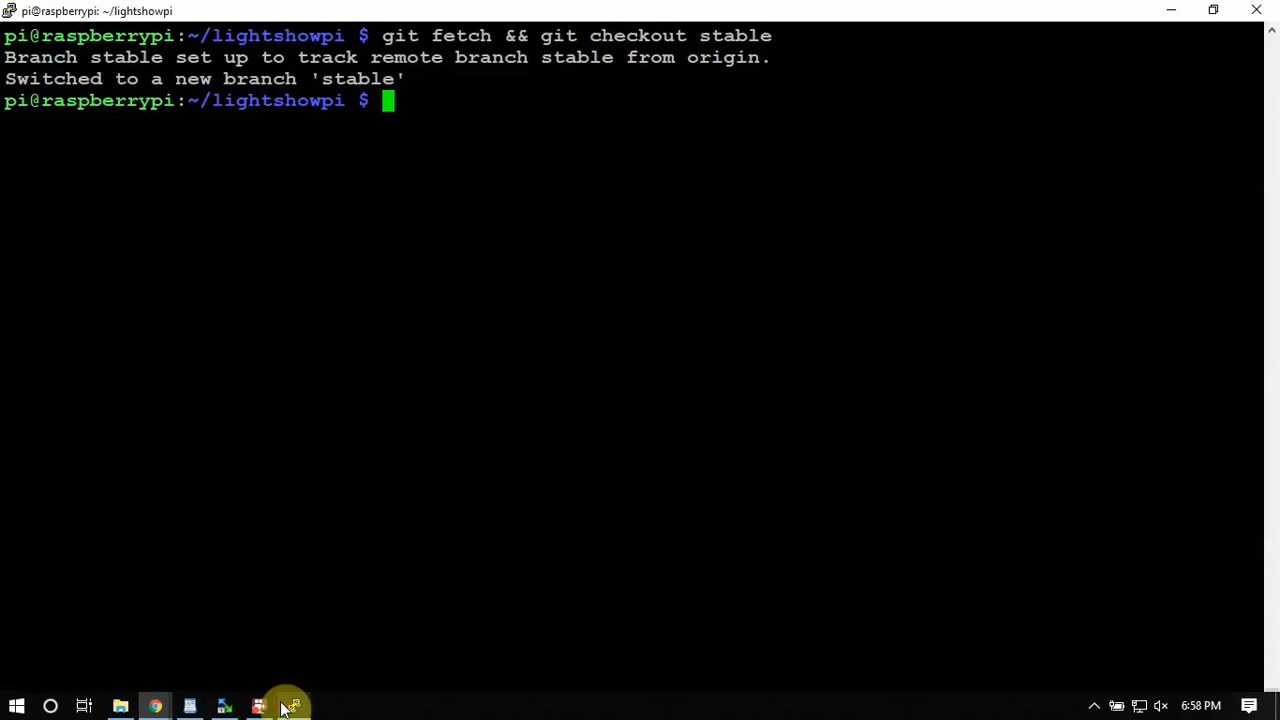 pi@raspberrypi: ~/lightshowpi
pi@raspberrypi:~/lightshowpi $ git fetch && git checkout stable
Branch stable set up to track remote branch stable from origin.
Switched to a new branch 'stable'
pi@raspberrypi:~/lightshowpi $
6:58 PM